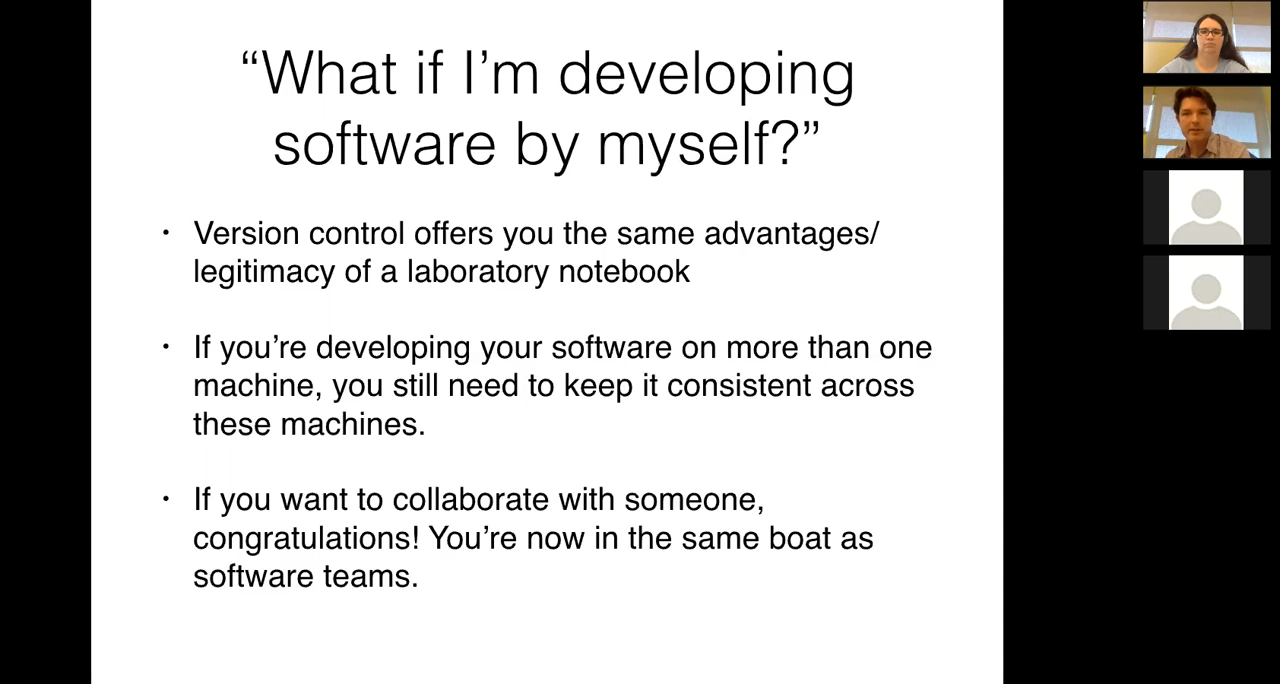 “What if I’m developing
software by myself?”
• Version control offers you the same advantages/
legitimacy of a laboratory notebook
• If you’re developing your software on more than one
machine, you still need to keep it consistent across
these machines.
• If you want to collaborate with someone,
congratulations! You’re now in the same boat as
software teams.